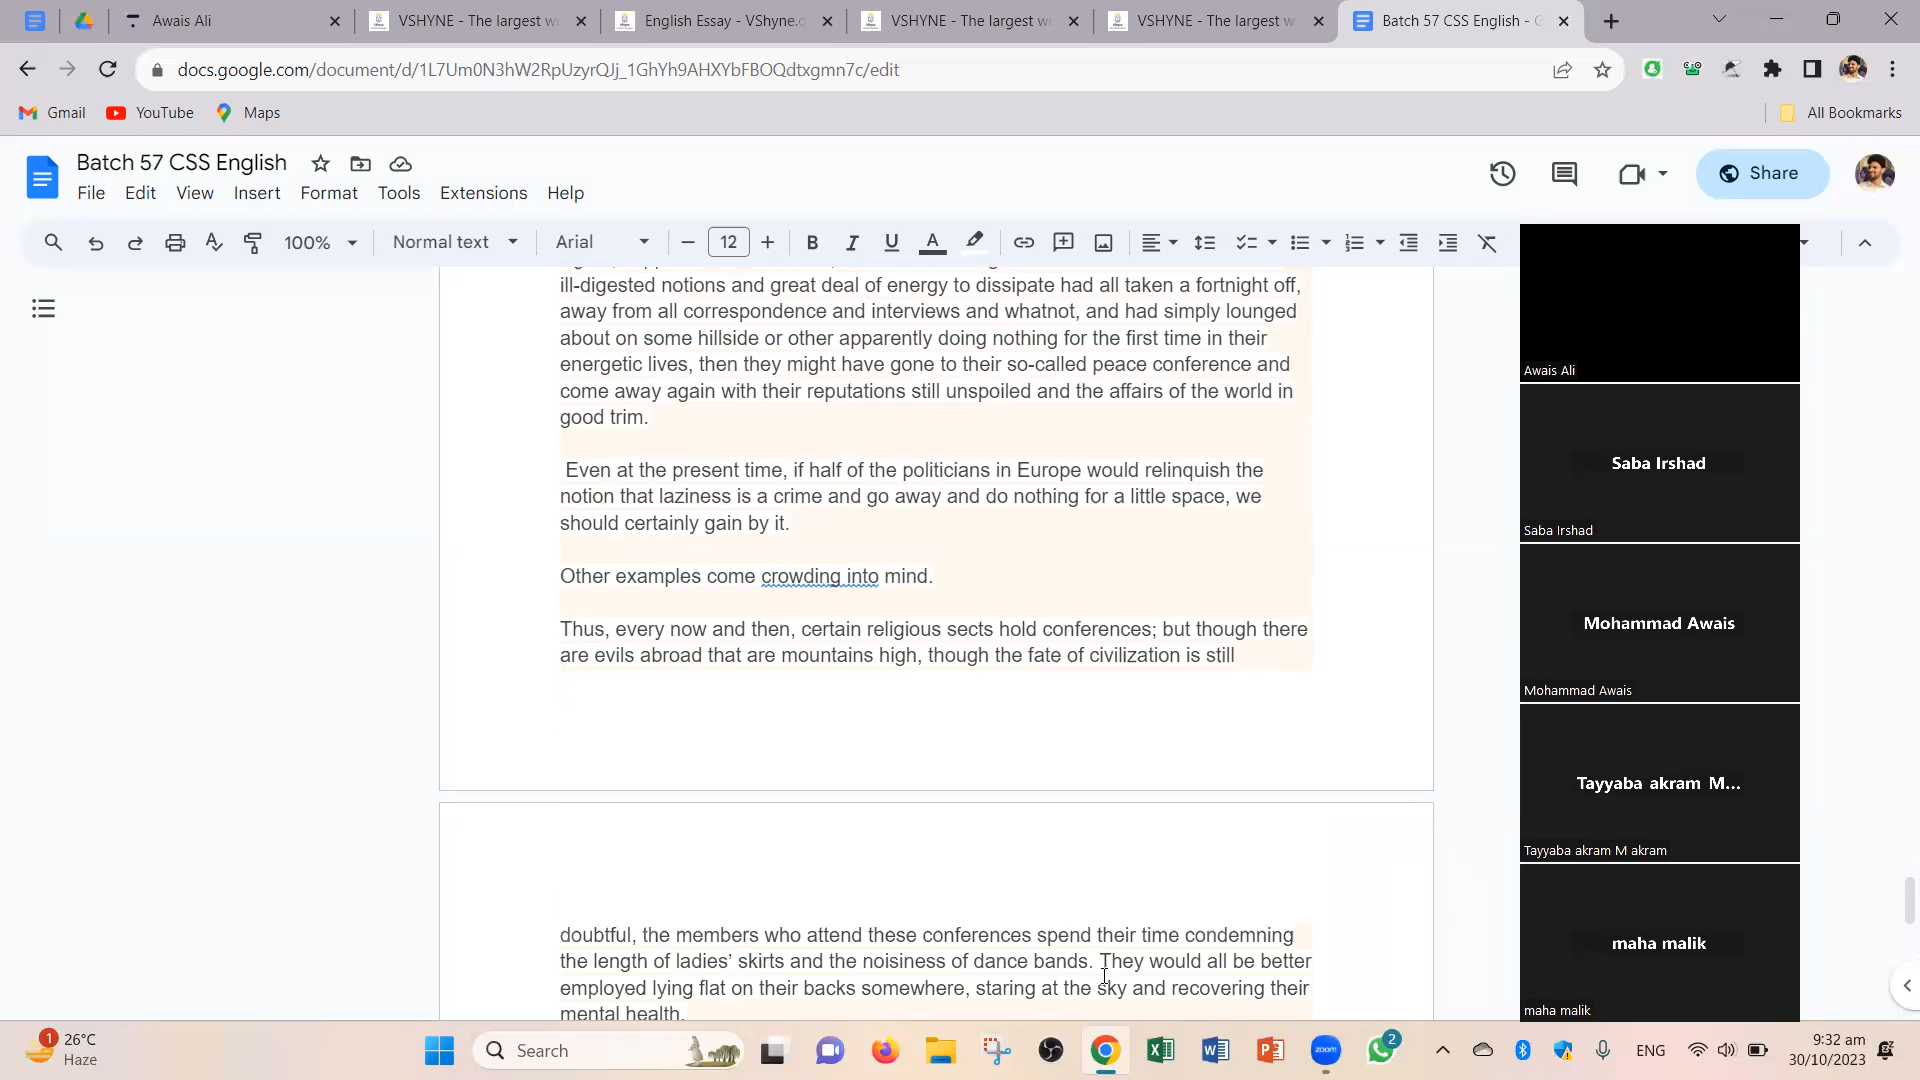 Awais Ali
VSHYNE - The largest we
English Essay - VShyne.c
VSHYNE - The largest we
VSHYNE - The largest w
Batch 57 CSS English - G
docs.google.com/document/d/1L7Um0N3hW2RpUzyrQJj_1GhYh9AHXYbFBOQdtxgmn7c/edit
Gmail
YouTube
Maps
All Bookmarks
Batch 57 CSS English
File Edit View Insert Format Tools Extensions Help
Share
100%
Normal text
Arial
12
ill-digested notions and great deal of energy to dissipate had all taken a fortnight off,
away from all correspondence and interviews and whatnot, and had simply lounged
about on some hillside or other apparently doing nothing for the first time in their
energetic lives, then they might have gone to their so-called peace conference and
come away again with their reputations still unspoiled and the affairs of the world in
good trim.
Even at the present time, if half of the politicians in Europe would relinquish the
notion that laziness is a crime and go away and do nothing for a little space, we
should certainly gain by it.
Other examples come crowding into mind.
Thus, every now and then, certain religious sects hold conferences; but though there
are evils abroad that are mountains high, though the fate of civilization is still
doubtful, the members who attend these conferences spend their time condemning
the length of ladies’ skirts and the noisiness of dance bands. They would all be better
employed lying flat on their backs somewhere, staring at the sky and recovering their
mental health.
Awais Ali
Saba Irshad
Saba Irshad
Mohammad Awais
Mohammad Awais
Tayyaba akram M...
Tayyaba akram M akram
maha malik
maha malik
1
26°C
Haze
Search
zoom
2
ENG
9:32 am
30/10/2023